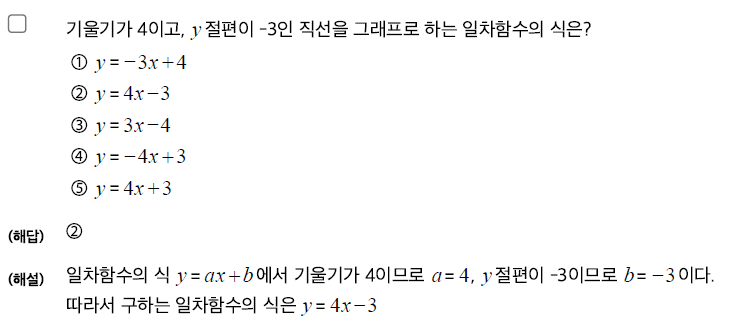 기울기가 4이고, y절편이 -3인 직선을 그래프로 하는 일차함수의 식은?
① y=-3x+4
② y=4x-3
③ y=3x-4
④ y=-4x+3
⑤ y=4x+3
(해답) ②
(해설) 일차함수의 식 y=ax+b에서 기울기가 4이므로 a=4, y절편이 -3이므로 b=-3이다.
따라서 구하는 일차함수의 식은 y=4x-3